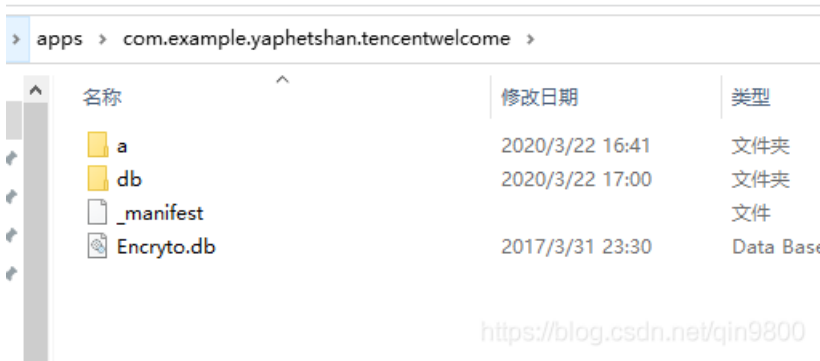 apps > com.example.yaphetshan.tencentwelcome >
名称 修改日期 类型
a 2020/3/22 16:41 文件夹
db 2020/3/22 17:00 文件夹
_manifest 文件
Encryto.db 2017/3/31 23:30 Data Base
https://blog.csdn.net/qin9800